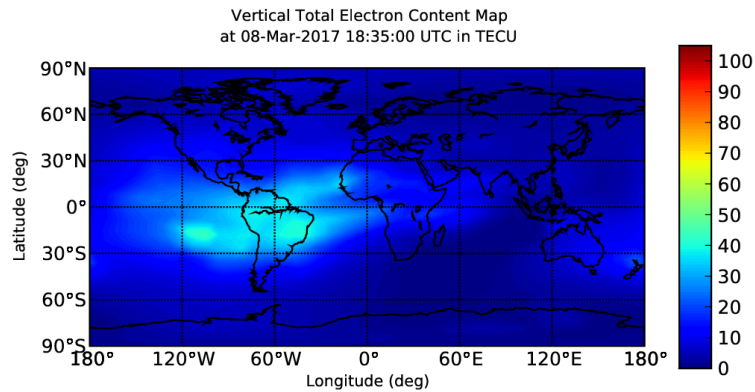 Vertical Total Electron Content Map
at 08-Mar-2017 18:35:00 UTC in TECU
90°N
60°N
30°N
0°
30°S
60°S
90°S
Latitude (deg)
180°
120°W
60°W
0°
60°E
120°E
180°
Longitude (deg)
100
90
80
70
60
50
40
30
20
10
0